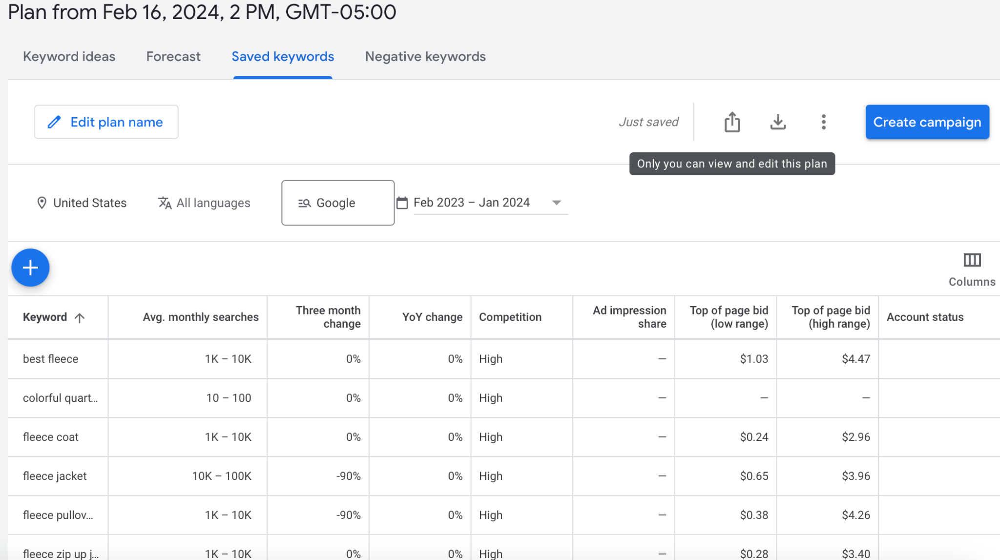 Plan from Feb 16, 2024, 2 PM, GMT-05:00
Keyword ideas Forecast Saved keywords Negative keywords
Edit plan name Just saved Create campaign
Only you can view and edit this plan
United States All languages Google Feb 2023 – Jan 2024
Columns
Keyword Avg. monthly searches Three month change YoY change Competition Ad impression share Top of page bid (low range) Top of page bid (high range) Account status
best fleece 1K – 10K 0% 0% High — $1.03 $4.47
colorful quart... 10 – 100 0% 0% High — — —
fleece coat 1K – 10K 0% 0% High — $0.24 $2.96
fleece jacket 10K – 100K -90% 0% High — $0.65 $3.96
fleece pullov... 1K – 10K -90% 0% High — $0.38 $4.26
fleece zip up j... 1K – 10K 0% 0% High — $0.28 $3.40